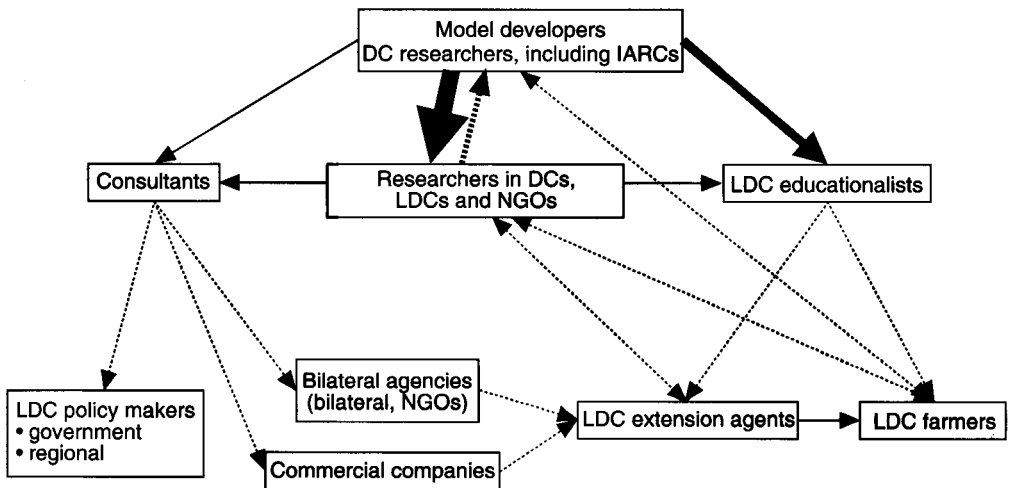 Model developers
DC researchers, including IARCs
Consultants
Researchers in DCs,
LDCs and NGOs
LDC educationalists
Bilateral agencies
(bilateral, NGOs)
LDC policy makers
• government
• regional
LDC extension agents
LDC farmers
Commercial companies